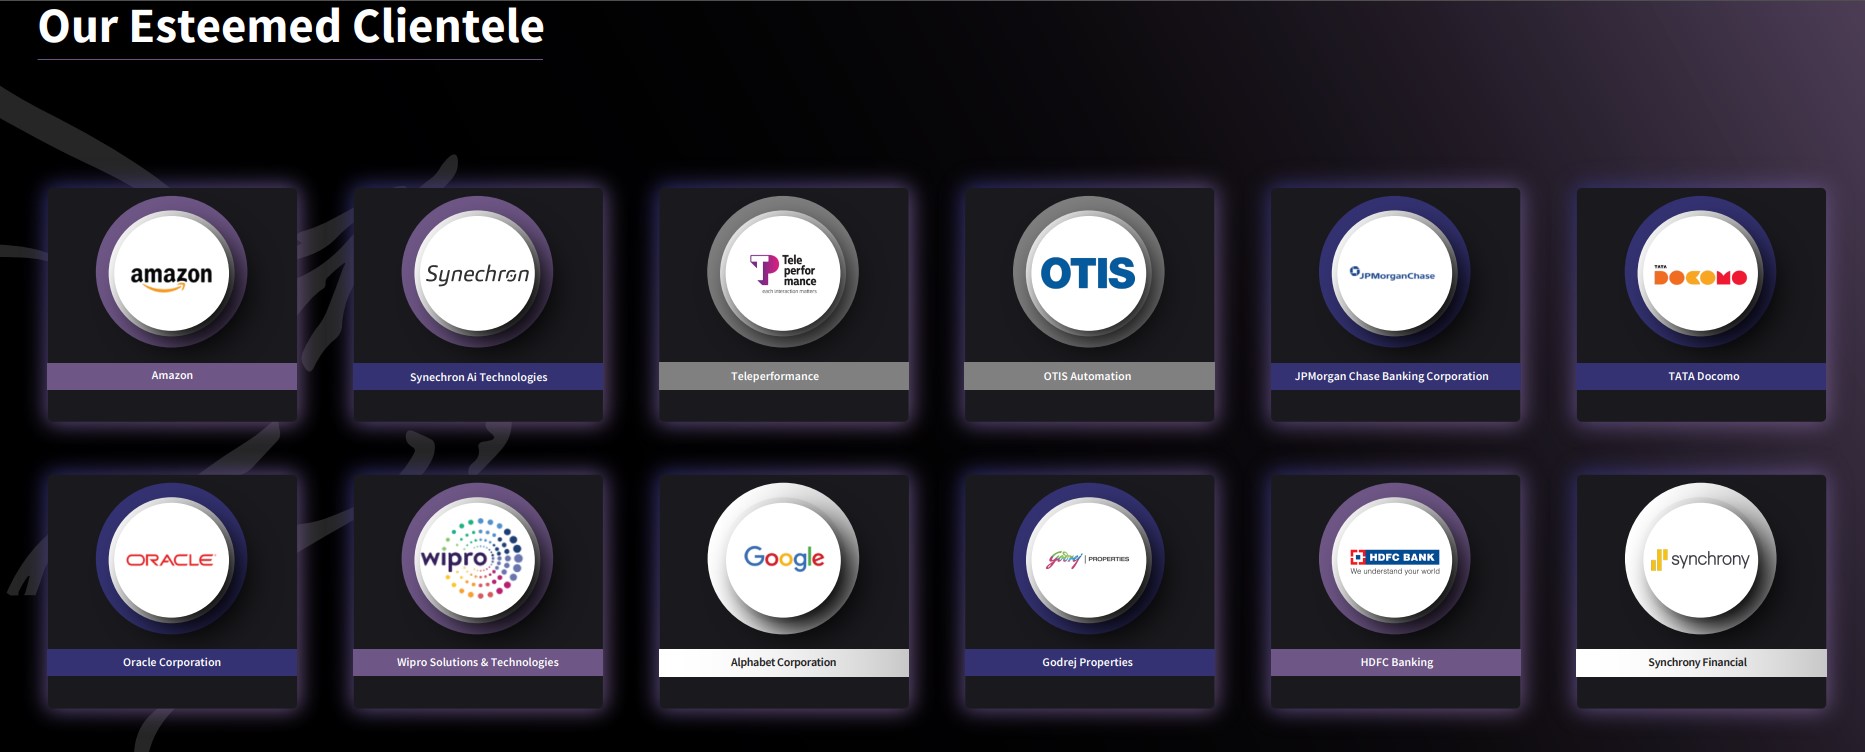 Our Esteemed Clientele
amazon
Synechron
Tele
perfor
mance
each interaction matters
OTIS
JPMorganChase
TATA
DOCOMO
Amazon
Synechron Ai Technologies
Teleperformance
OTIS Automation
JPMorgan Chase Banking Corporation
TATA Docomo
ORACLE
wipro
Google
Godrej | PROPERTIES
HDFC BANK
We understand your world
synchrony
Oracle Corporation
Wipro Solutions & Technologies
Alphabet Corporation
Godrej Properties
HDFC Banking
Synchrony Financial